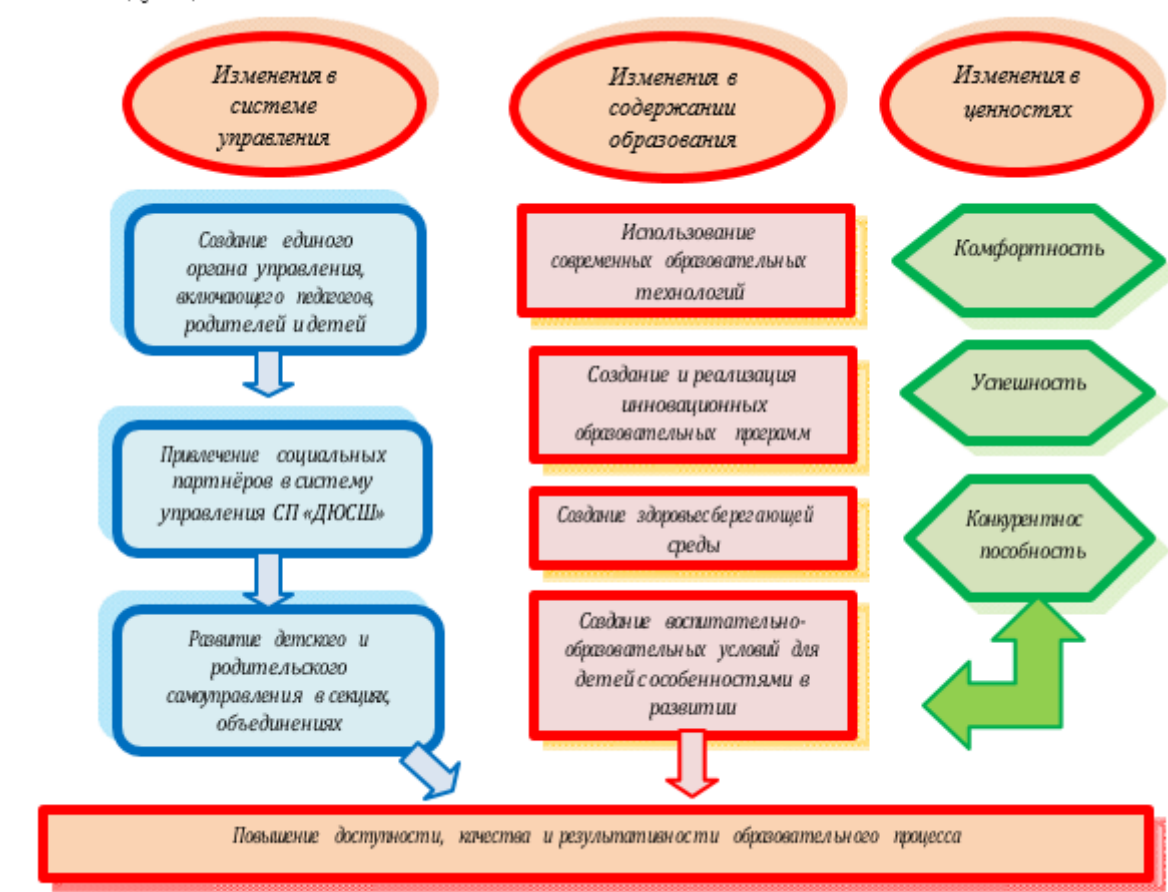 Изменения в
системе
управления
Изменения в
содержании
образования
Изменения в
ценностях
Создание единого
органа управления,
включающего педагогов,
родителей и детей
Привлечение социальных
партнёров в систему
управления СП «ДЮСШ»
Развитие детского и
родительского
самоуправления в секциях,
объединениях
Использование
современных образовательных
технологий
Создание и реализация
инновационных
образовательных программ
Создание здоровьесберегающей
среды
Создание воспитательно-
образовательных условий для
детей с особенностями в
развитии
Комфортность
Успешность
Конкурентнос
пособность
Повышение доступности, качества и результативности образовательного процесса